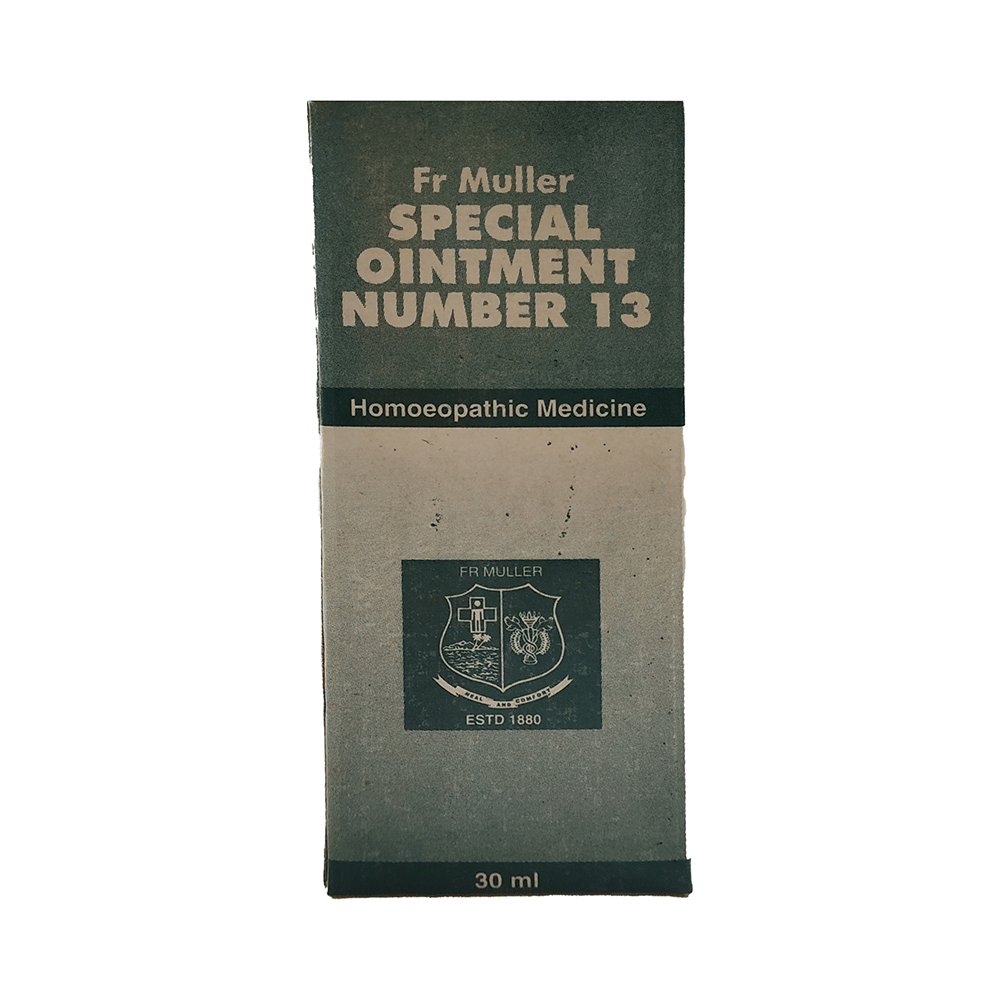 Fr Muller
SPECIAL
OINTMENT
NUMBER 13
Homoeopathic Medicine
FR MULLER
HEAL AND COMFORT
ESTD 1880
30 ml